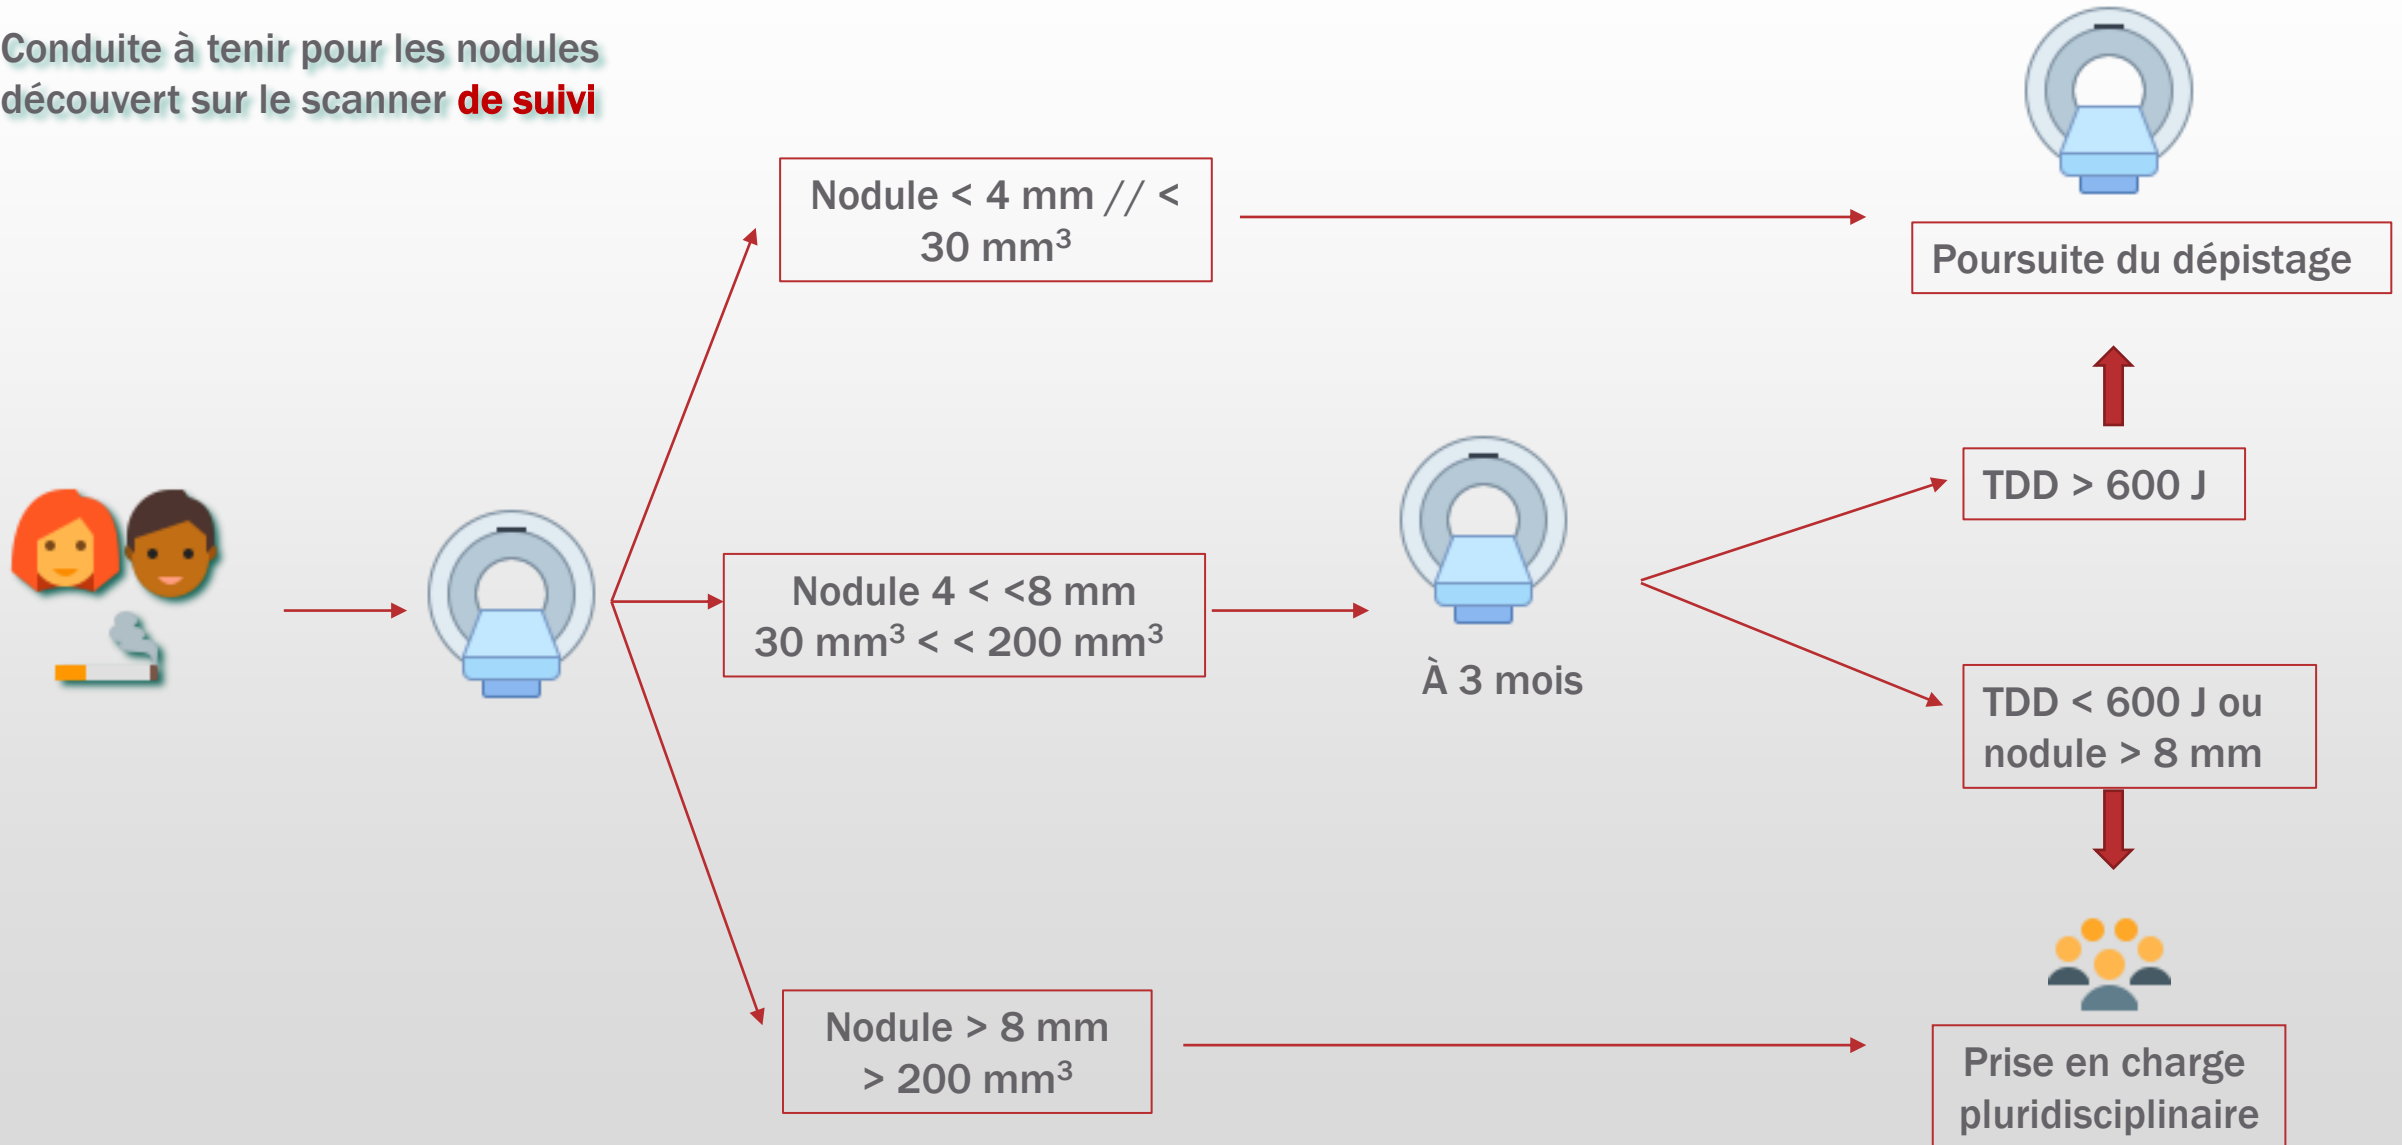 Conduite à tenir pour les nodules
découvert sur le scanner de suivi
Nodule < 4 mm // <
30 mm³
Poursuite du dépistage
Nodule 4 < <8 mm
30 mm³ < < 200 mm³
À 3 mois
TDD > 600 J
TDD < 600 J ou
nodule > 8 mm
Nodule > 8 mm
> 200 mm³
Prise en charge
pluridisciplinaire